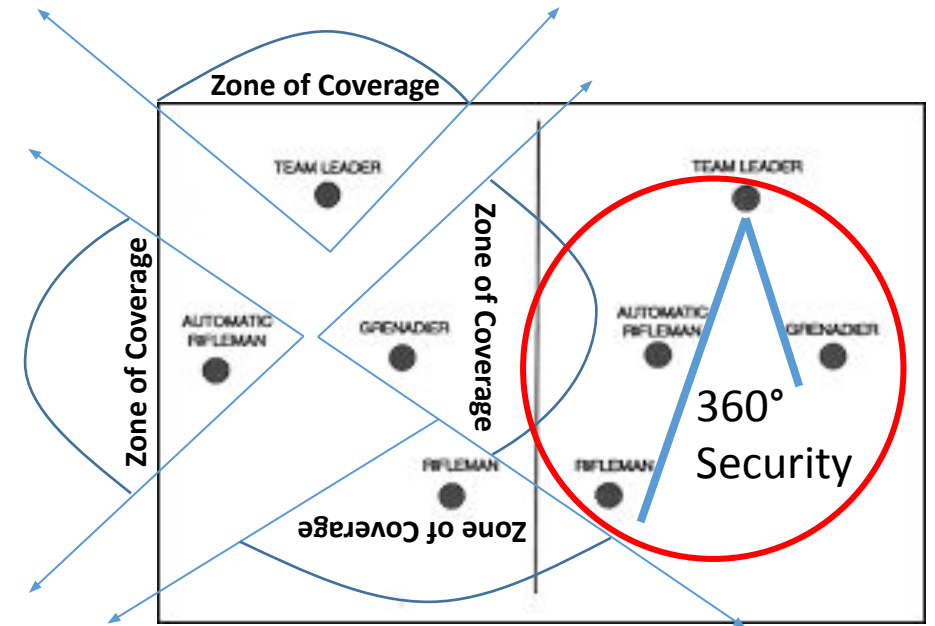 Zone of Coverage
TEAM LEADER
Zone of Coverage
AUTOMATIC
RIFLEMAN
GRENADIER
Zone of Coverage
RIFLEMAN
Zone of Coverage
TEAM LEADER
AUTOMATIC
RIFLEMAN
GRENADIER
RIFLEMAN
360°
Security